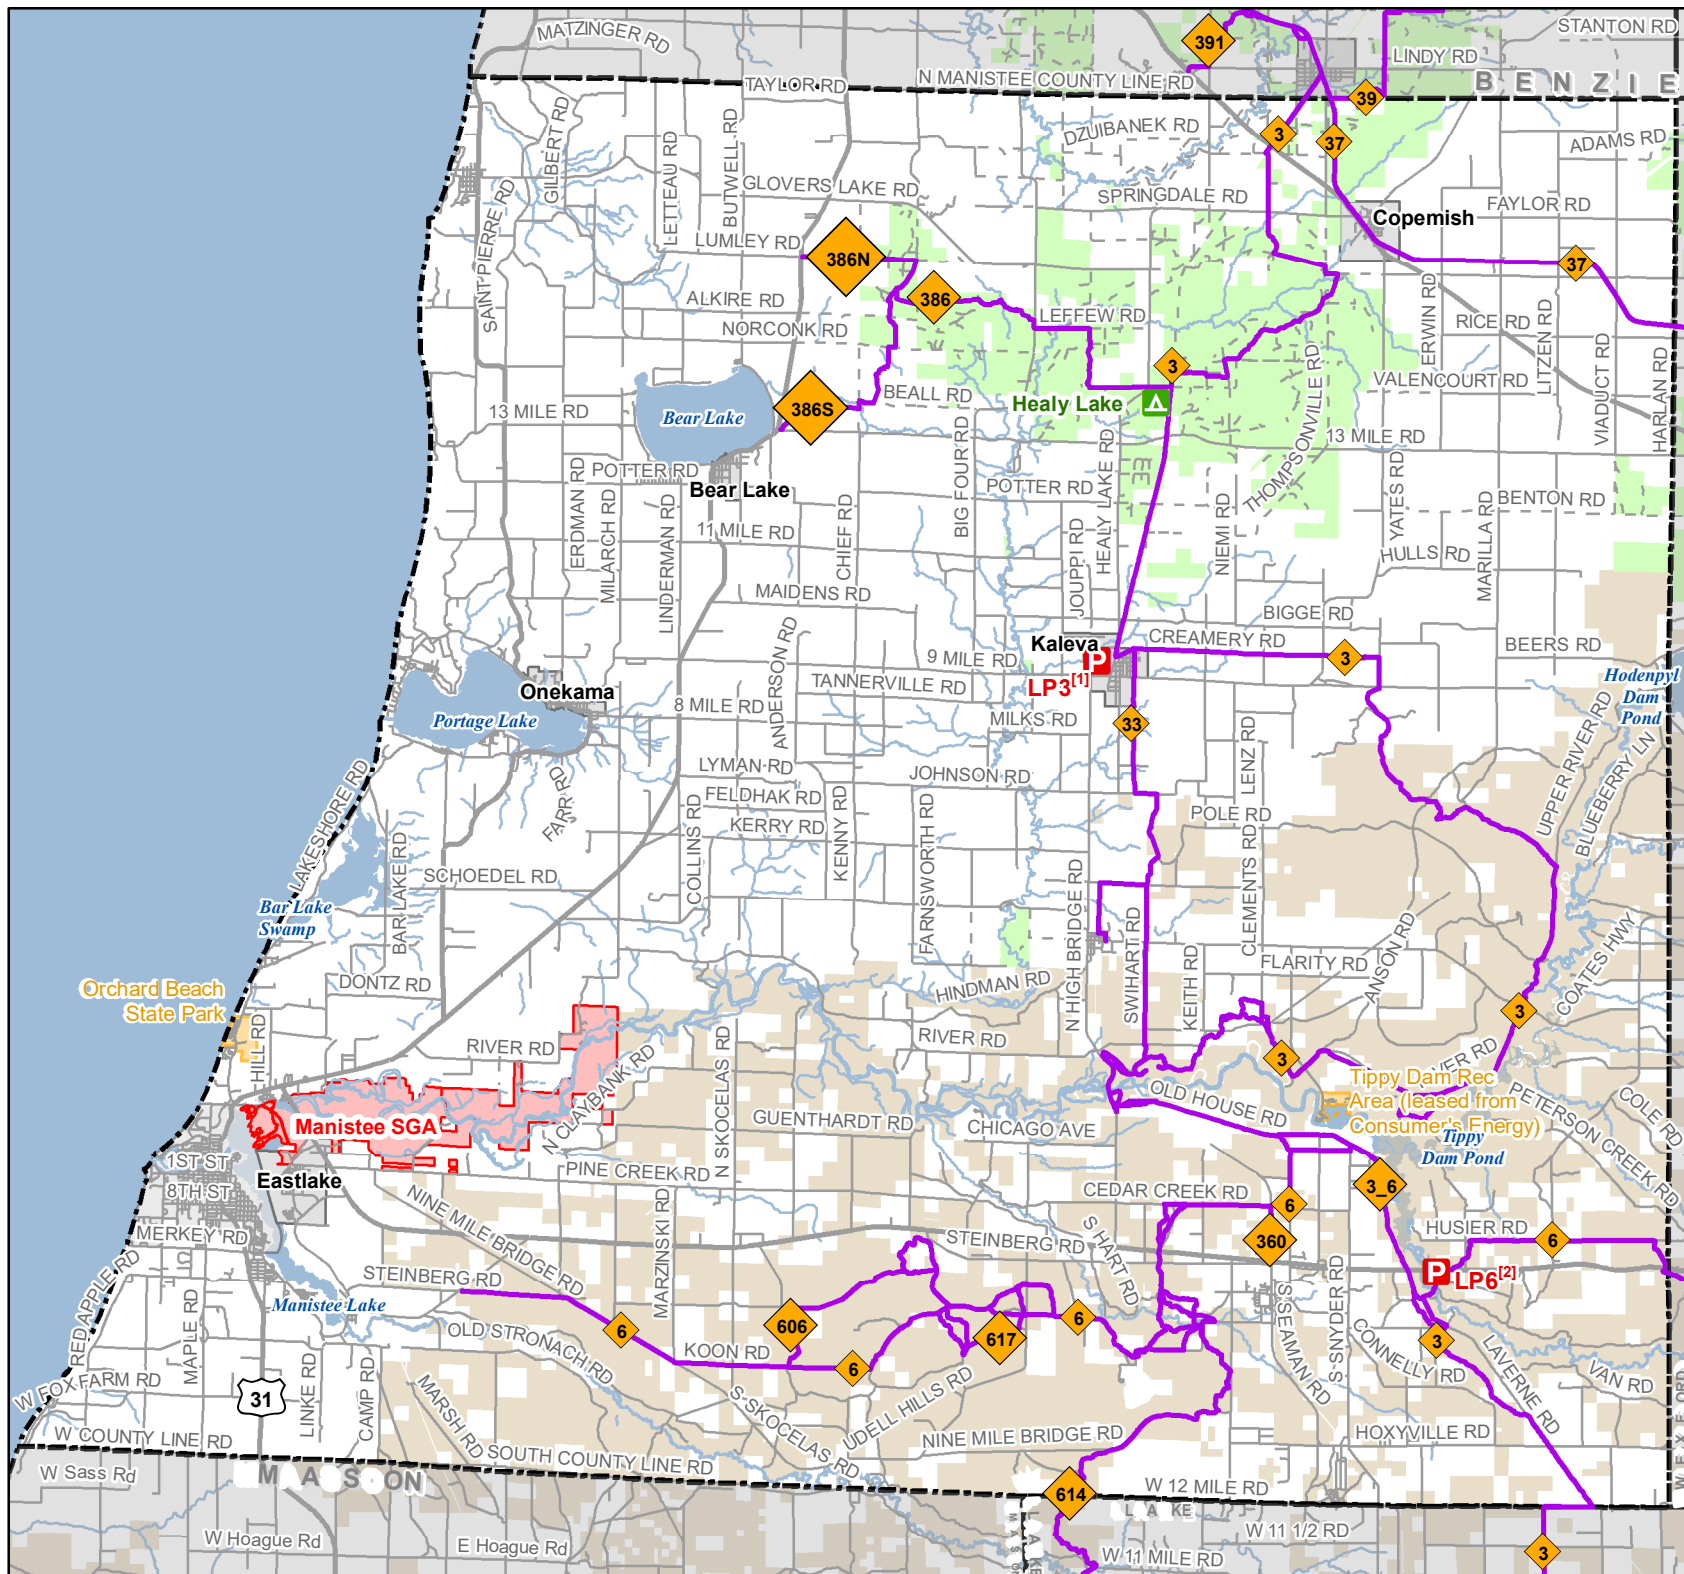 MATZINGER RD
391
STANTON RD
LINDY RD
N MANISTEE COUNTY LINE RD
TAYLOR RD
BENZIE
39
GILBERT RD
LETTEAU RD
BUTWELL RD
DZUIBANEK RD
3
37
ADAMS RD
SAINT PIERRE RD
GLOVERS LAKE RD
SPRINGDALE RD
FAYLOR RD
Copemish
LUMLEY RD
386N
37
ALKIRE RD
386
NORCONK RD
LEFFEW RD
ERWIN RD
RICE RD
LITZEN RD
VIADUCT RD
HARLAN RD
THOMPSONVILLE RD
3
VALENCOURT RD
13 MILE RD
Bear Lake
386S
BEALL RD
Healy Lake
13 MILE RD
BIG FOUR RD
HEALY LAKE RD
POTTER RD
Bear Lake
POTTER RD
YATES RD
BENTON RD
MARILLA RD
ERDMAN RD
MILARCH RD
LINDERMAN RD
11 MILE RD
CHIEF RD
JOUPPI RD
NIEMI RD
HULLS RD
MAIDENS RD
BIGGE RD
ANDERSON RD
Kaleva
CREAMERY RD
BEERS RD
9 MILE RD
P
3
LP3[1]
TANNERVILLE RD
Hodenpyl
Dam
Pond
Onekama
Portage Lake
8 MILE RD
MILKS RD
33
LENZ RD
UPPER RIVER RD
BLUEBERRY LN
LYMAN RD
JOHNSON RD
FELDHAK RD
KERRY RD
POLE RD
LAKESHORE RD
FARR RD
COLLINS RD
KENNY RD
FARNSWORTH RD
BAR LAKE RD
SCHOEDEL RD
N HIGH BRIDGE RD
SWIHART RD
CLEMENTS RD
Bar Lake
Swamp
ANSON RD
COATES HWY
FLARITY RD
KEITH RD
Orchard Beach
State Park
DONTZ RD
HINDMAN RD
3
HILL RD
RIVER RD
RIVER RD
N CLAYBANK RD
N SKOCELAS RD
3
Tippy Dam Rec
Area (leased from
Consumer's Energy)
OLD HOUSE RD
PETERSON CREEK RD
COLE RD
Manistee SGA
GUENTHARDT RD
CHICAGO AVE
Tippy
Dam Pond
1ST ST
8TH ST
Eastlake
PINE CREEK RD
CEDAR CREEK RD
3_6
6
MERKEY RD
NINE MILE BRIDGE RD
MARZINSKI RD
STEINBERG RD
S HART RD
360
HUSIER RD
6
STEINBERG RD
P
LP6[2]
RED APPLE RD
MAPLE RD
Manistee Lake
OLD STRONACH RD
6
606
617
6
S SEAMAN RD
S SNYDER RD
CONNELLY RD
3
LAVERNE RD
VAN RD
KOON RD
6
W FOX FARM RD
31
LINKE RD
CAMP RD
MARSH RD
S SKOCELAS RD
UDELL HILLS RD
NINE MILE BRIDGE RD
HOXYVILLE RD
W COUNTY LINE RD
SOUTH COUNTY LINE RD
W Sass Rd
MASON
614
W 12 MILE RD
LAKE
W Hoague Rd
E Hoague Rd
W 11 1/2 RD
W 11 MILE RD
3